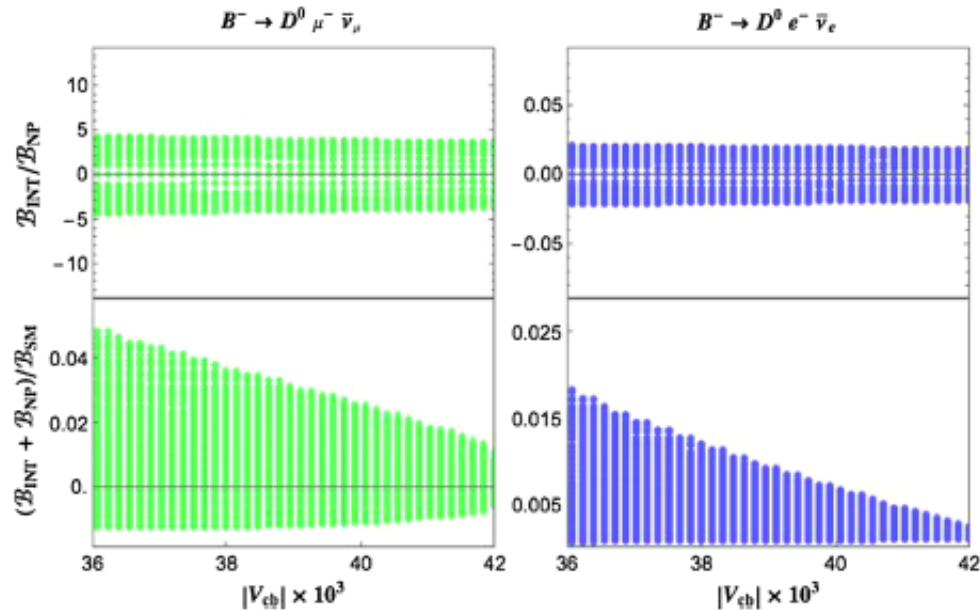 B⁻ → D⁰ μ⁻ ν̄_μ
B⁻ → D⁰ e⁻ ν̄_e
ℬ_INT/ℬ_NP
10
5
0
−5
−10
0.05
0.00
−0.05
(ℬ_INT + ℬ_NP)/ℬ_SM
0.04
0.02
0.
0.025
0.015
0.005
36 38 40 42
36 38 40 42
|V_cb| × 10³
|V_cb| × 10³